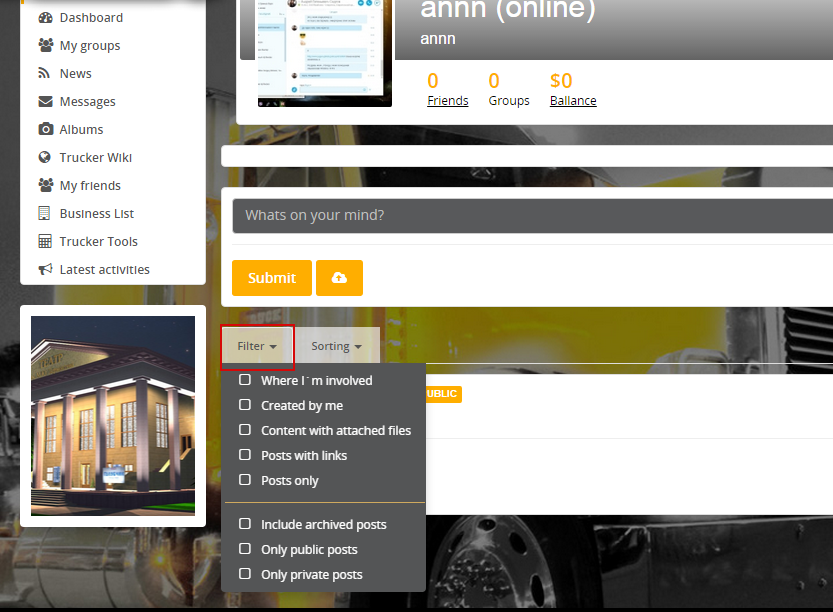 Dashboard
My groups
News
Messages
Albums
Trucker Wiki
My friends
Business List
Trucker Tools
Latest activities
annn (online)
annn
0
0
$0
Friends
Groups
Ballance
Whats on your mind?
Submit
Filter
Sorting
Where I`m involved
Created by me
Content with attached files
Posts with links
Posts only
Include archived posts
Only public posts
Only private posts
UBLIC